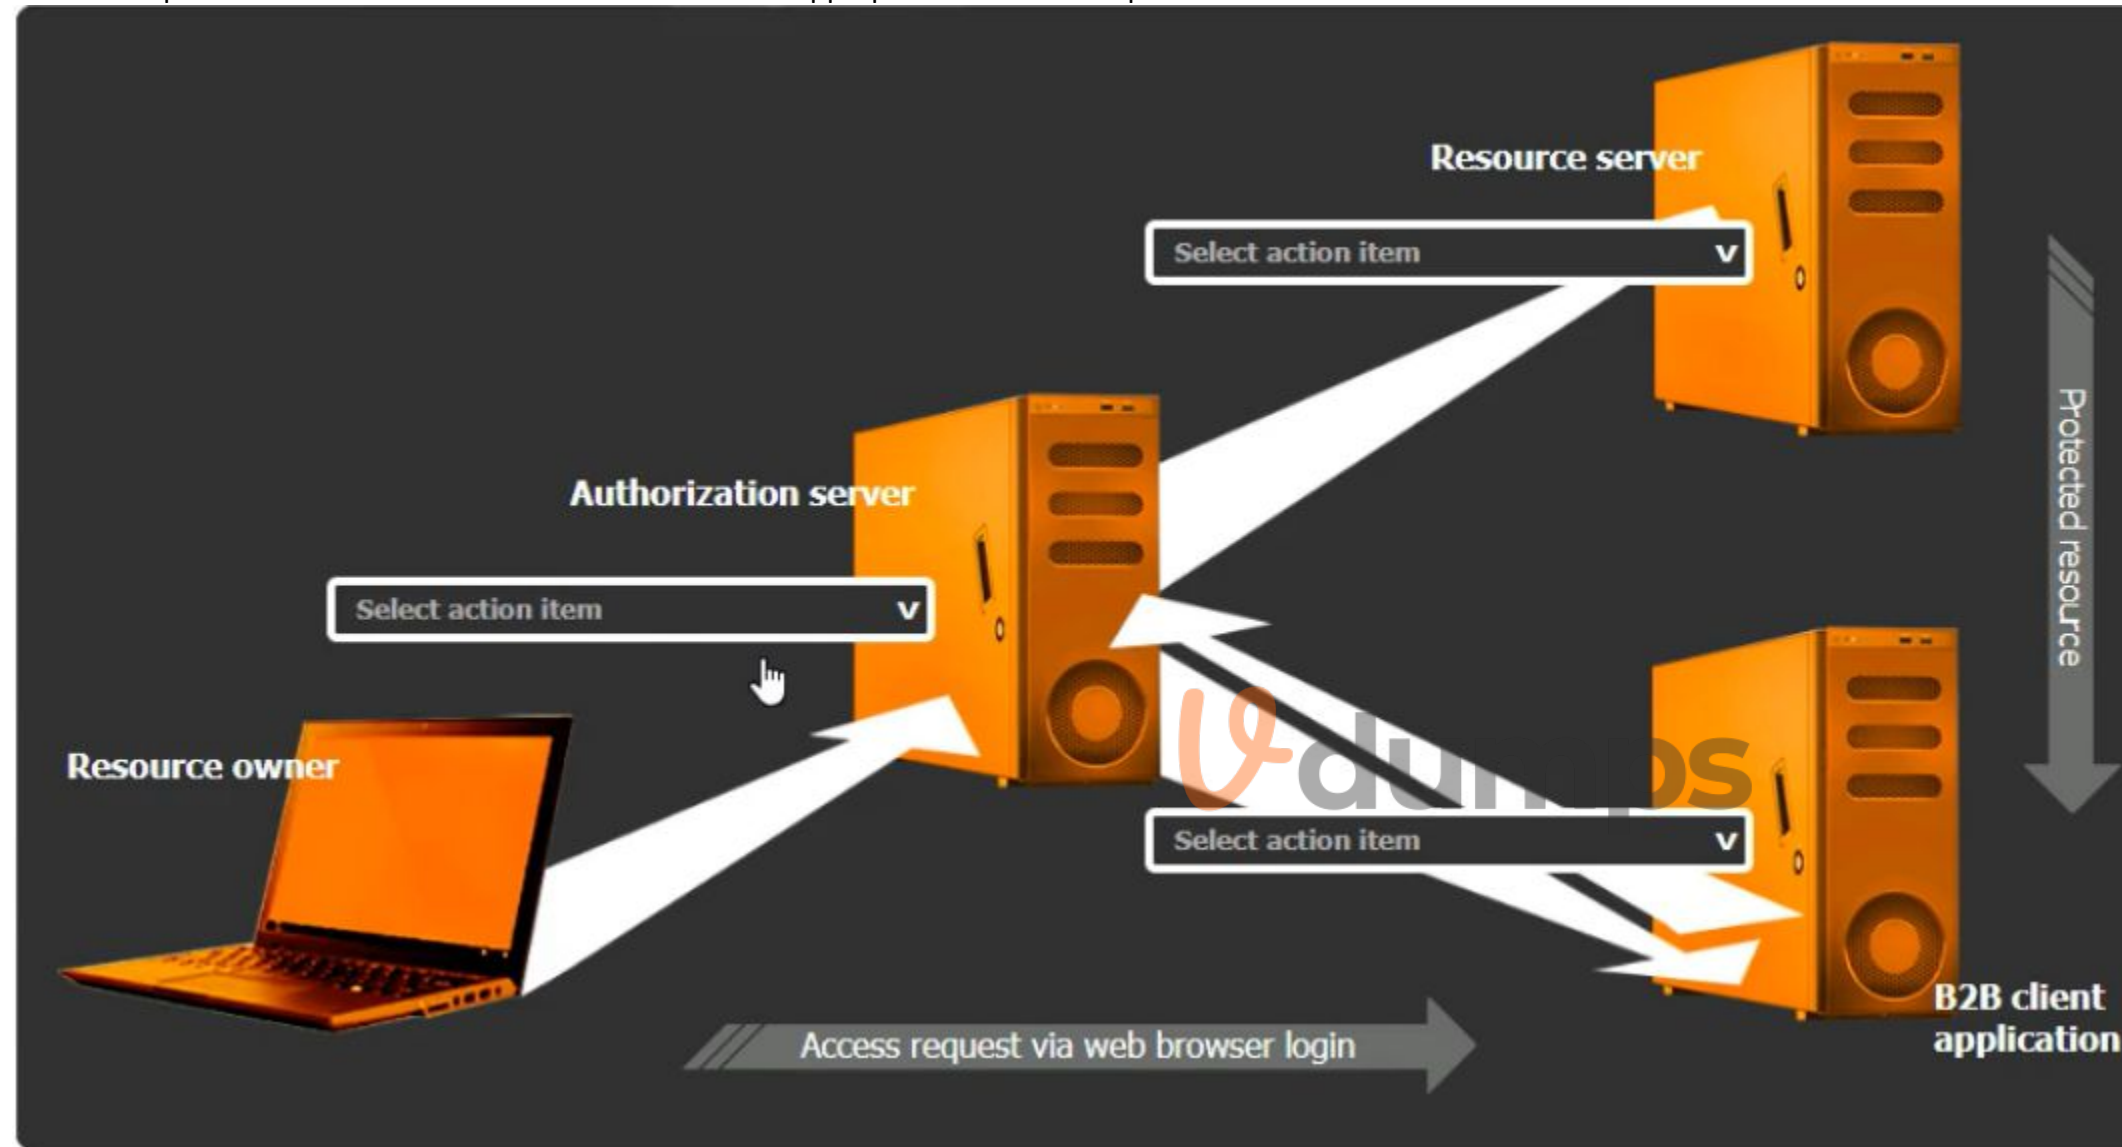 Resource server
Select action item v
Protected resource
Authorization server
Select action item v
Resource owner
Vdumps
Select action item v
B2B client
application
Access request via web browser login